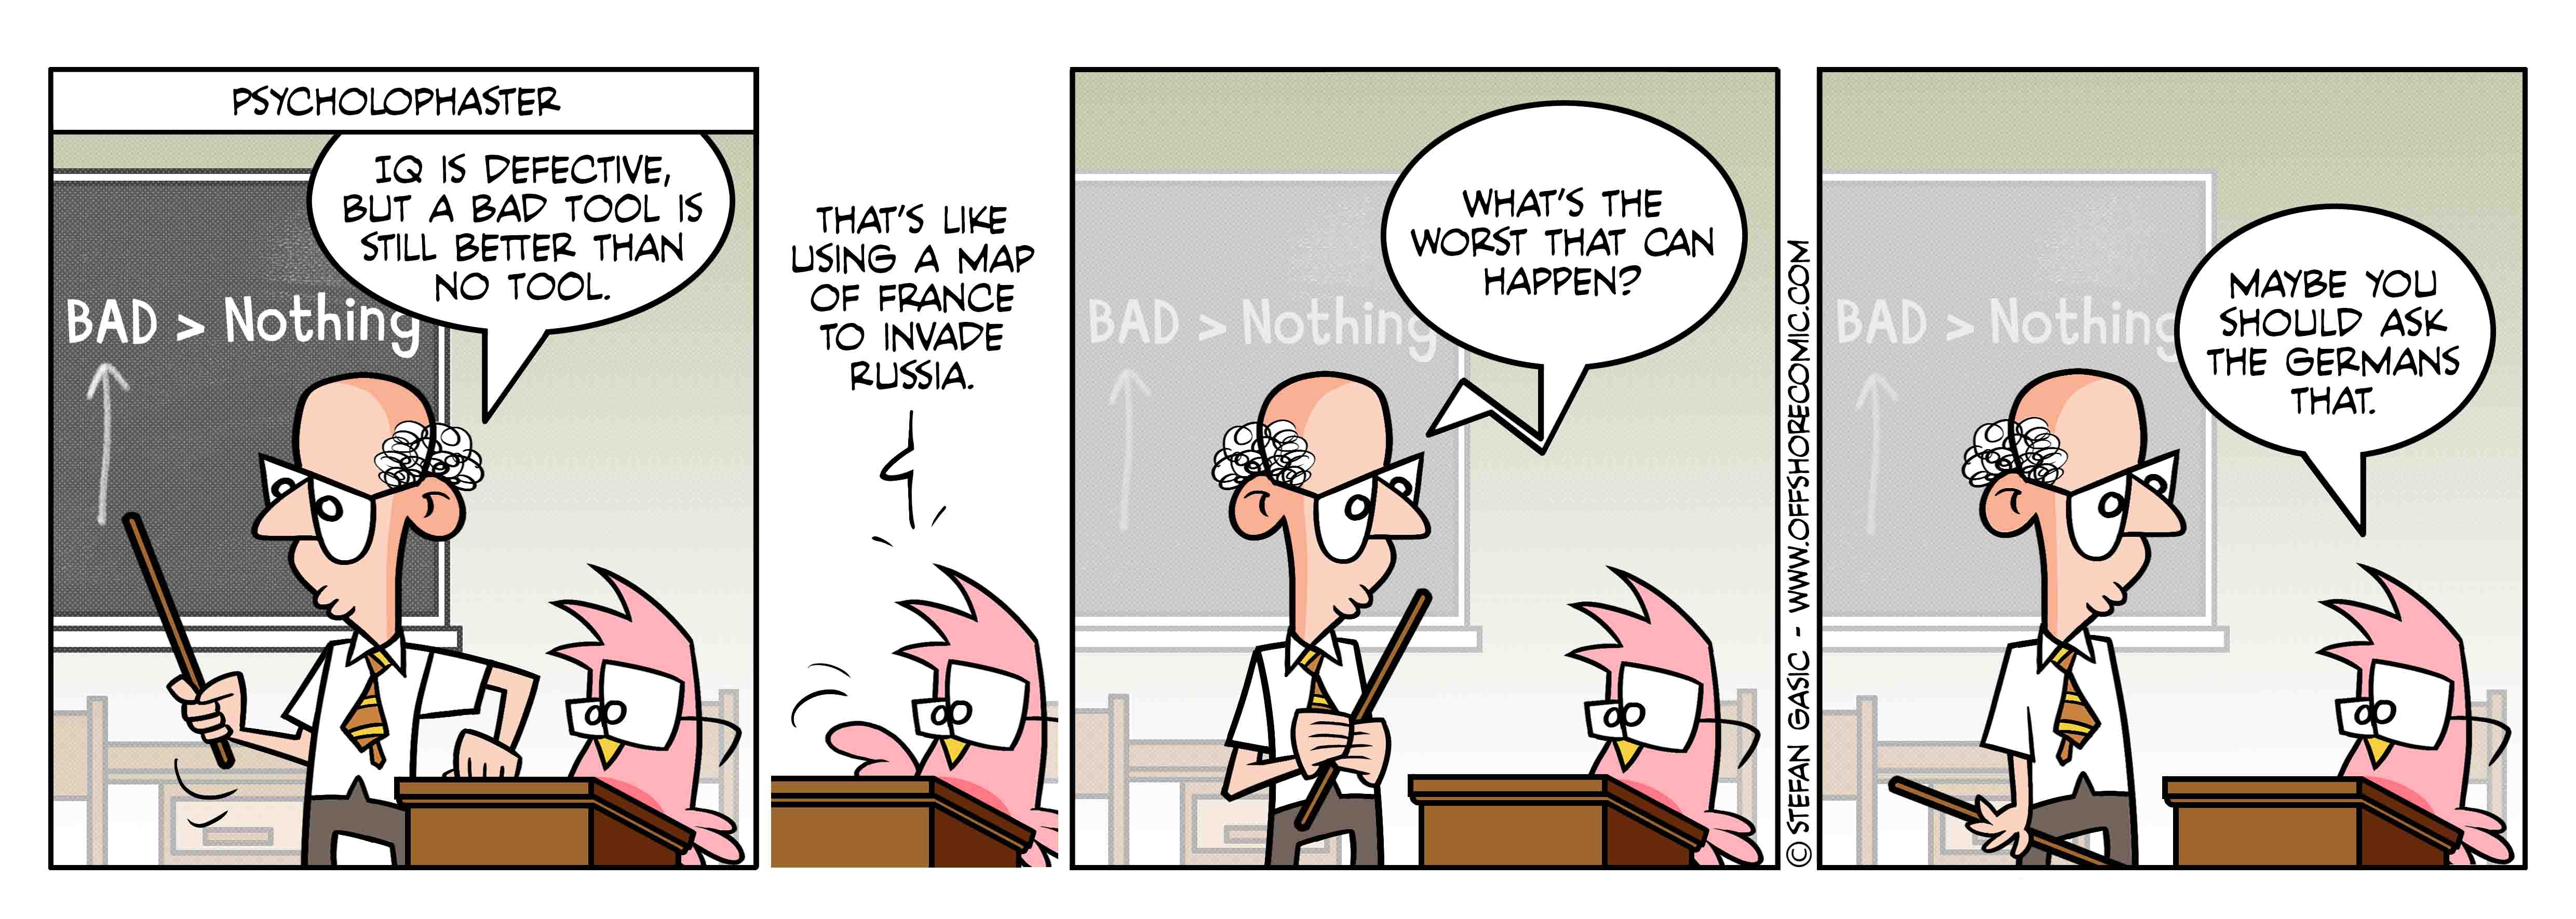 PSYCHOLOPHASTER
IQ IS DEFECTIVE,
BUT A BAD TOOL IS
STILL BETTER THAN
NO TOOL.
BAD > Nothing
THAT'S LIKE
USING A MAP
OF FRANCE
TO INVADE
RUSSIA.
WHAT'S THE
WORST THAT CAN
HAPPEN?
BAD > Nothing
© STEFAN GASIC - WWW.OFFSHORECOMIC.COM
MAYBE YOU
SHOULD ASK
THE GERMANS
THAT.
BAD > Nothing